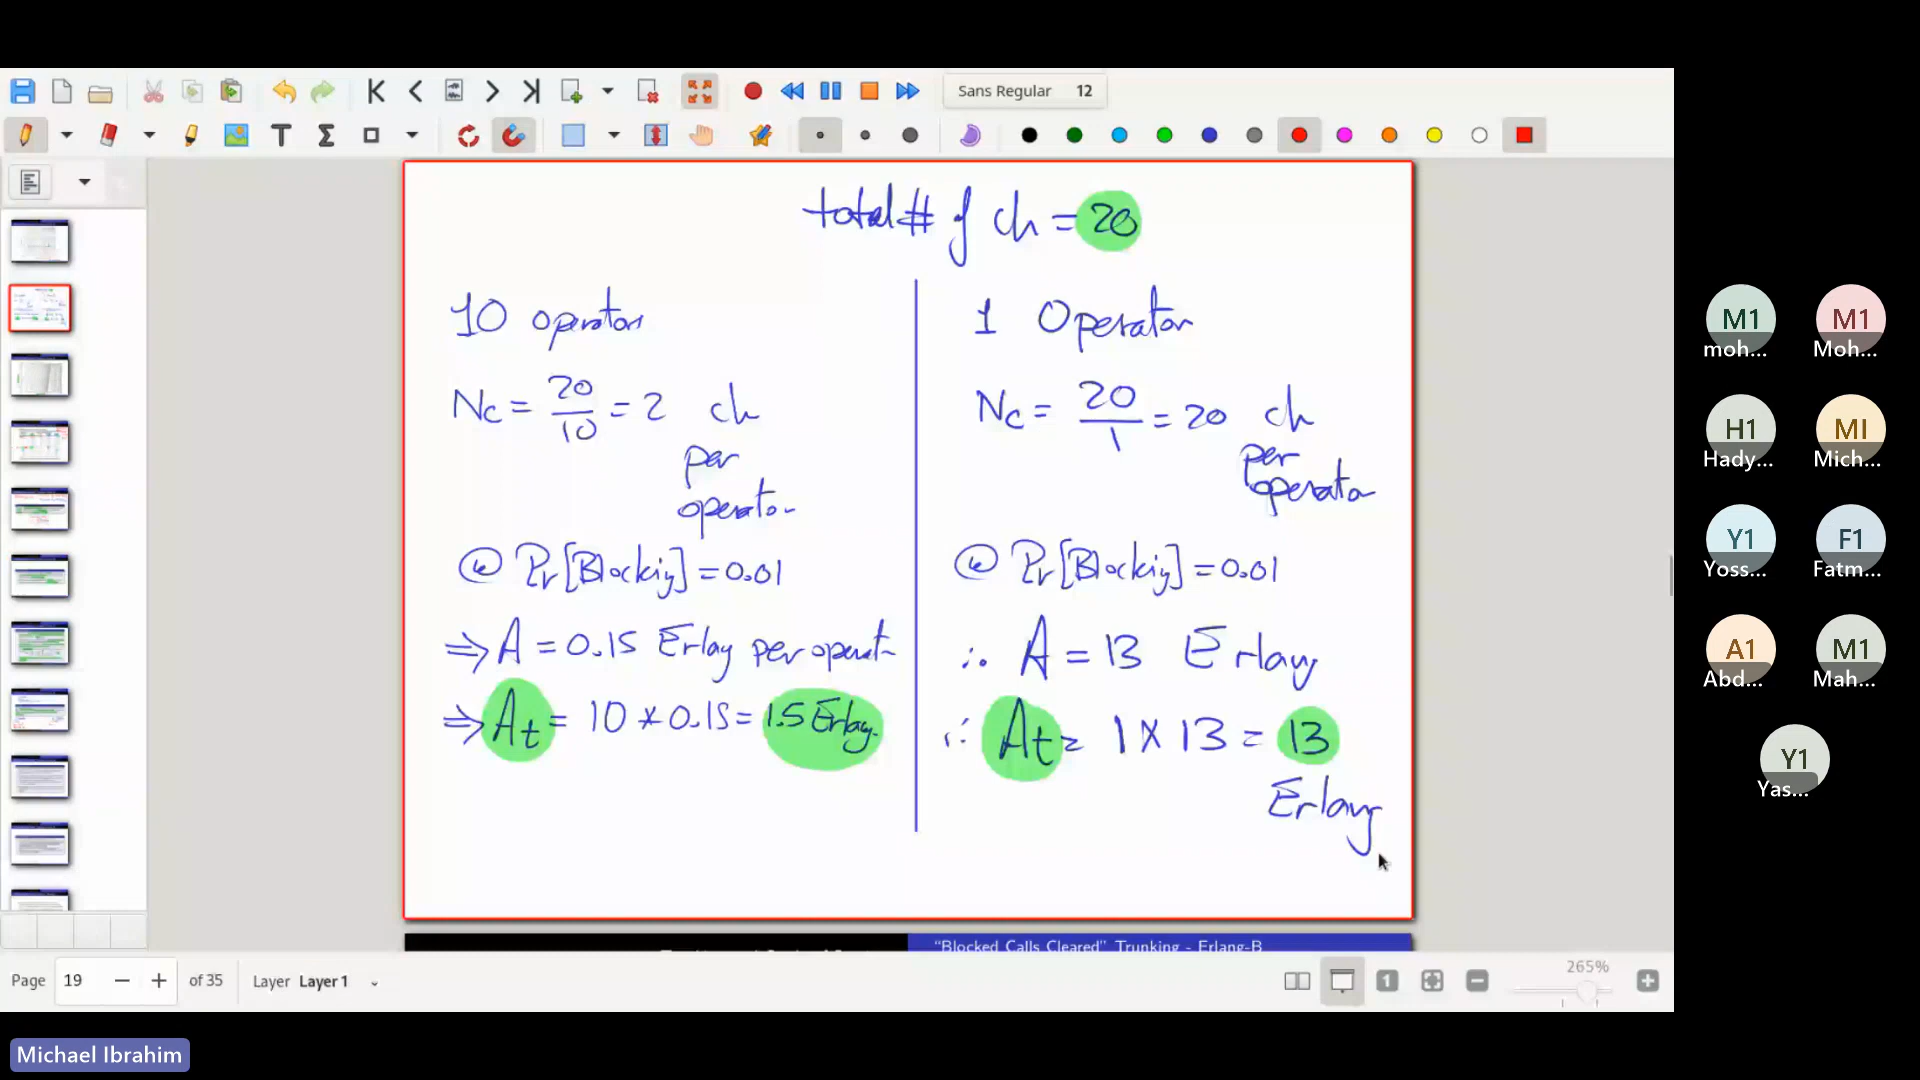 Sans Regular 12
total # of ch = 20
10 operators
Nc = 20/10 = 2 ch
per
operator
@ Pr[Blocking] = 0.01
⇒ A = 0.15 Erlang per operator
⇒ At = 10 * 0.15 = 1.5 Erlang.
1 Operator
Nc = 20/1 = 20 ch
per
operator
@ Pr[Blocking] = 0.01
∴ A = 13 Erlang
∴ At = 1 X 13 = 13
Erlang
"Blocked Calls Cleared" Trunking - Erlang-B
Page 19 of 35 Layer Layer 1
265%
M1 M1
moh... Moh...
H1 MI
Hady... Mich...
Y1 F1
Yoss... Fatm...
A1 M1
Abd... Mah...
Y1
Yas...
Michael Ibrahim